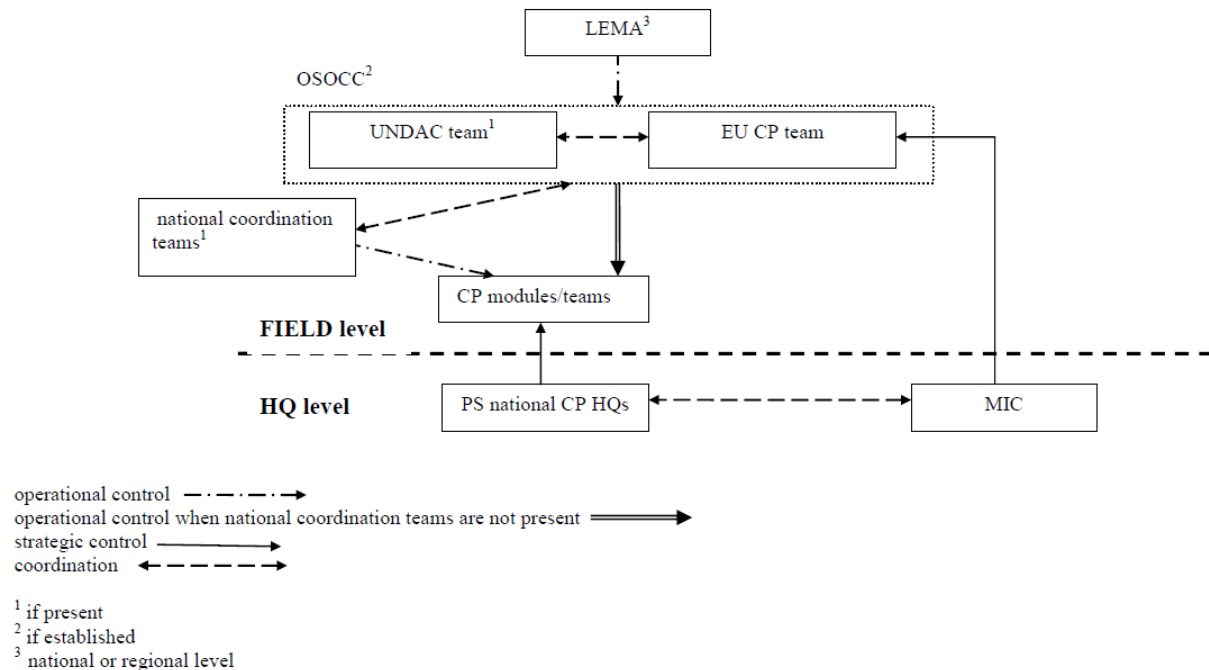 LEMA³
OSOCC²
UNDAC team¹
EU CP team
national coordination
teams¹
CP modules/teams
FIELD level
HQ level
PS national CP HQs
MIC
operational control
operational control when national coordination teams are not present
strategic control
coordination
¹ if present
² if established
³ national or regional level